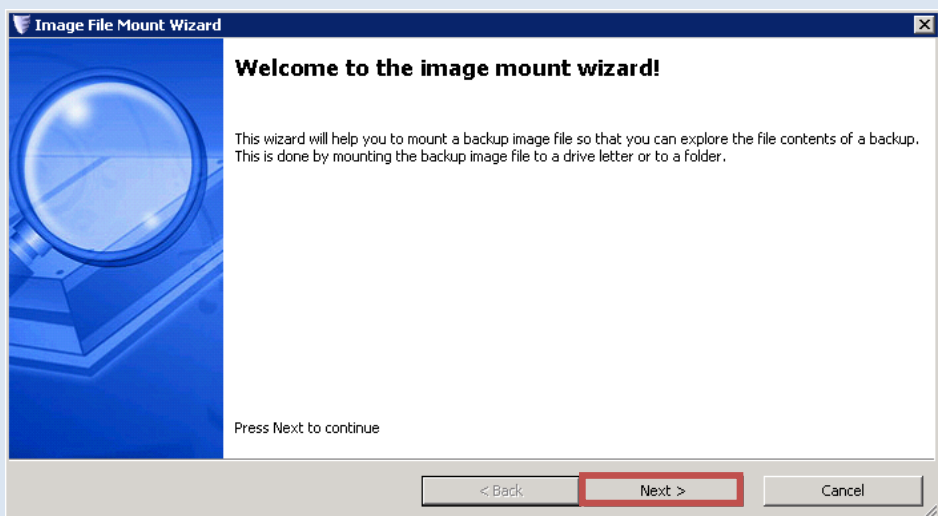 Image File Mount Wizard
Welcome to the image mount wizard!
This wizard will help you to mount a backup image file so that you can explore the file contents of a backup.
This is done by mounting the backup image file to a drive letter or to a folder.
Press Next to continue
< Back
Next >
Cancel